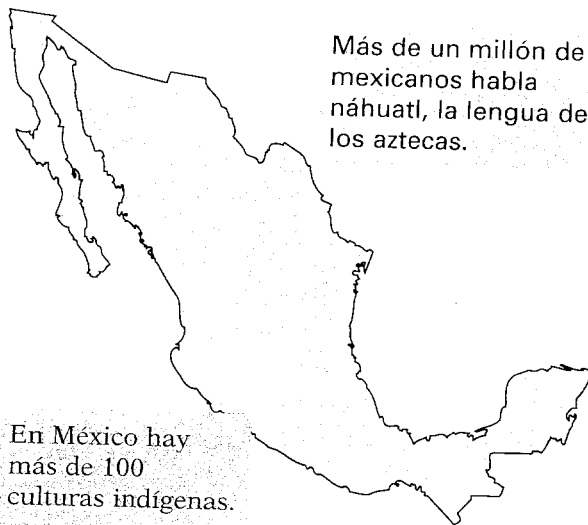 Más de un millón de
mexicanos habla
náhuatl, la lengua de
los aztecas.
En México hay
más de 100
culturas indígenas.